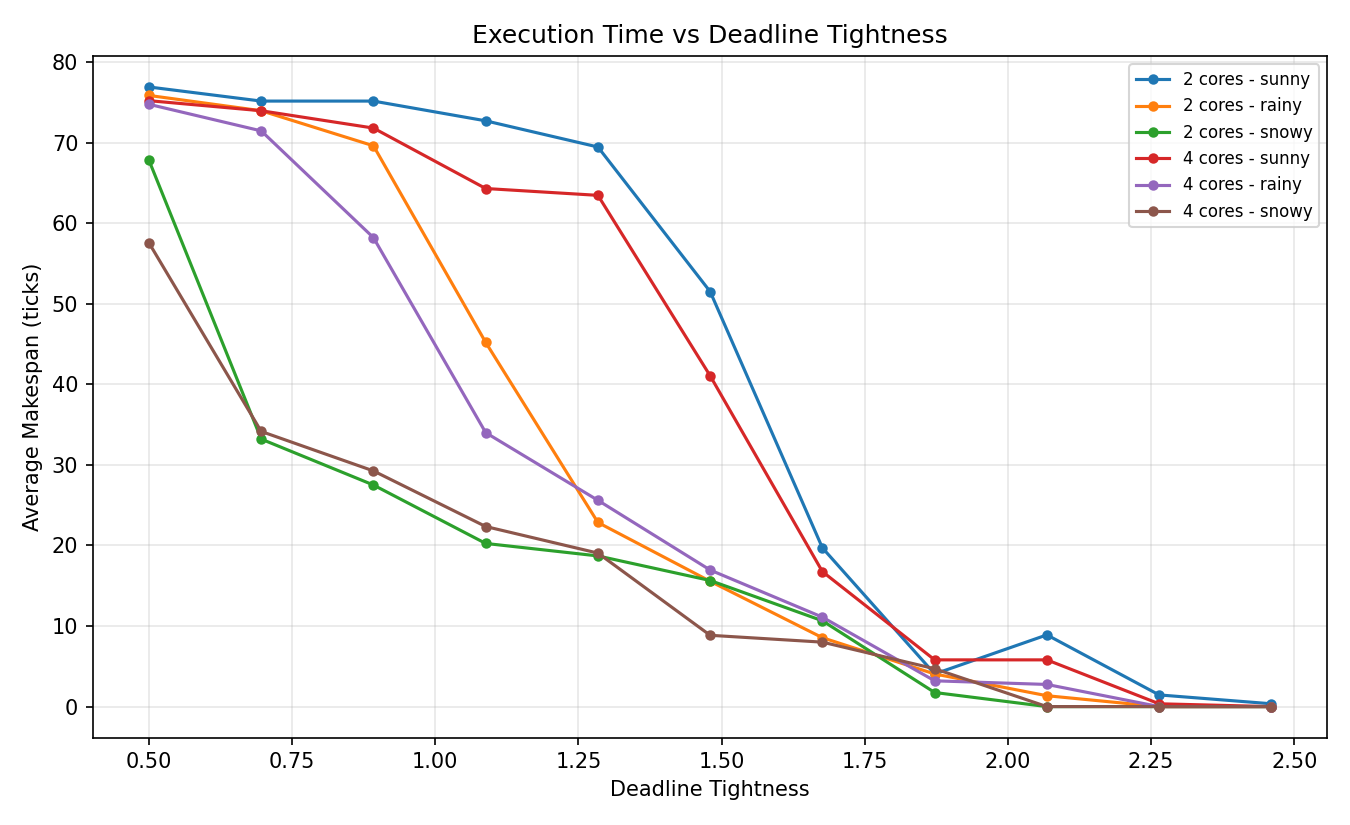 Execution Time vs Deadline Tightness
80
70
60
50
40
30
20
10
0
Average Makespan (ticks)
2 cores - sunny
2 cores - rainy
2 cores - snowy
4 cores - sunny
4 cores - rainy
4 cores - snowy
0.50 0.75 1.00 1.25 1.50 1.75 2.00 2.25 2.50
Deadline Tightness